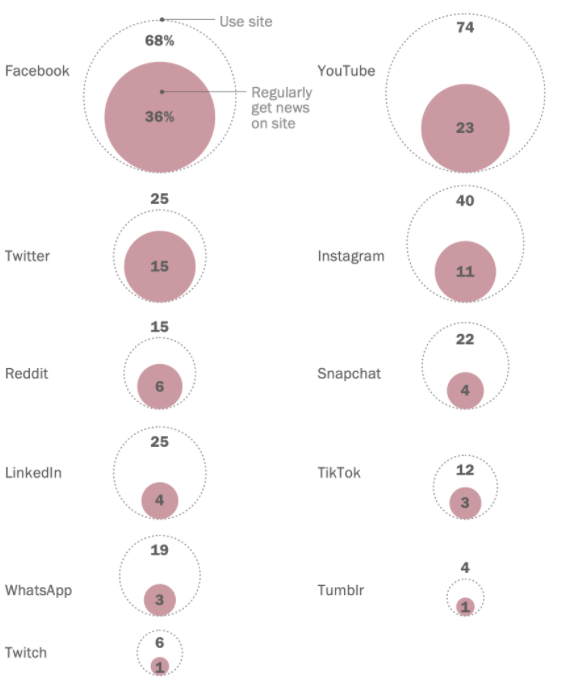 Use site
68%
Facebook
Regularly
get news
on site
36%
74
YouTube
23
25
Twitter
15
40
Instagram
11
15
Reddit
6
22
Snapchat
4
25
LinkedIn
4
12
TikTok
3
19
WhatsApp
3
4
Tumblr
1
6
Twitch
1